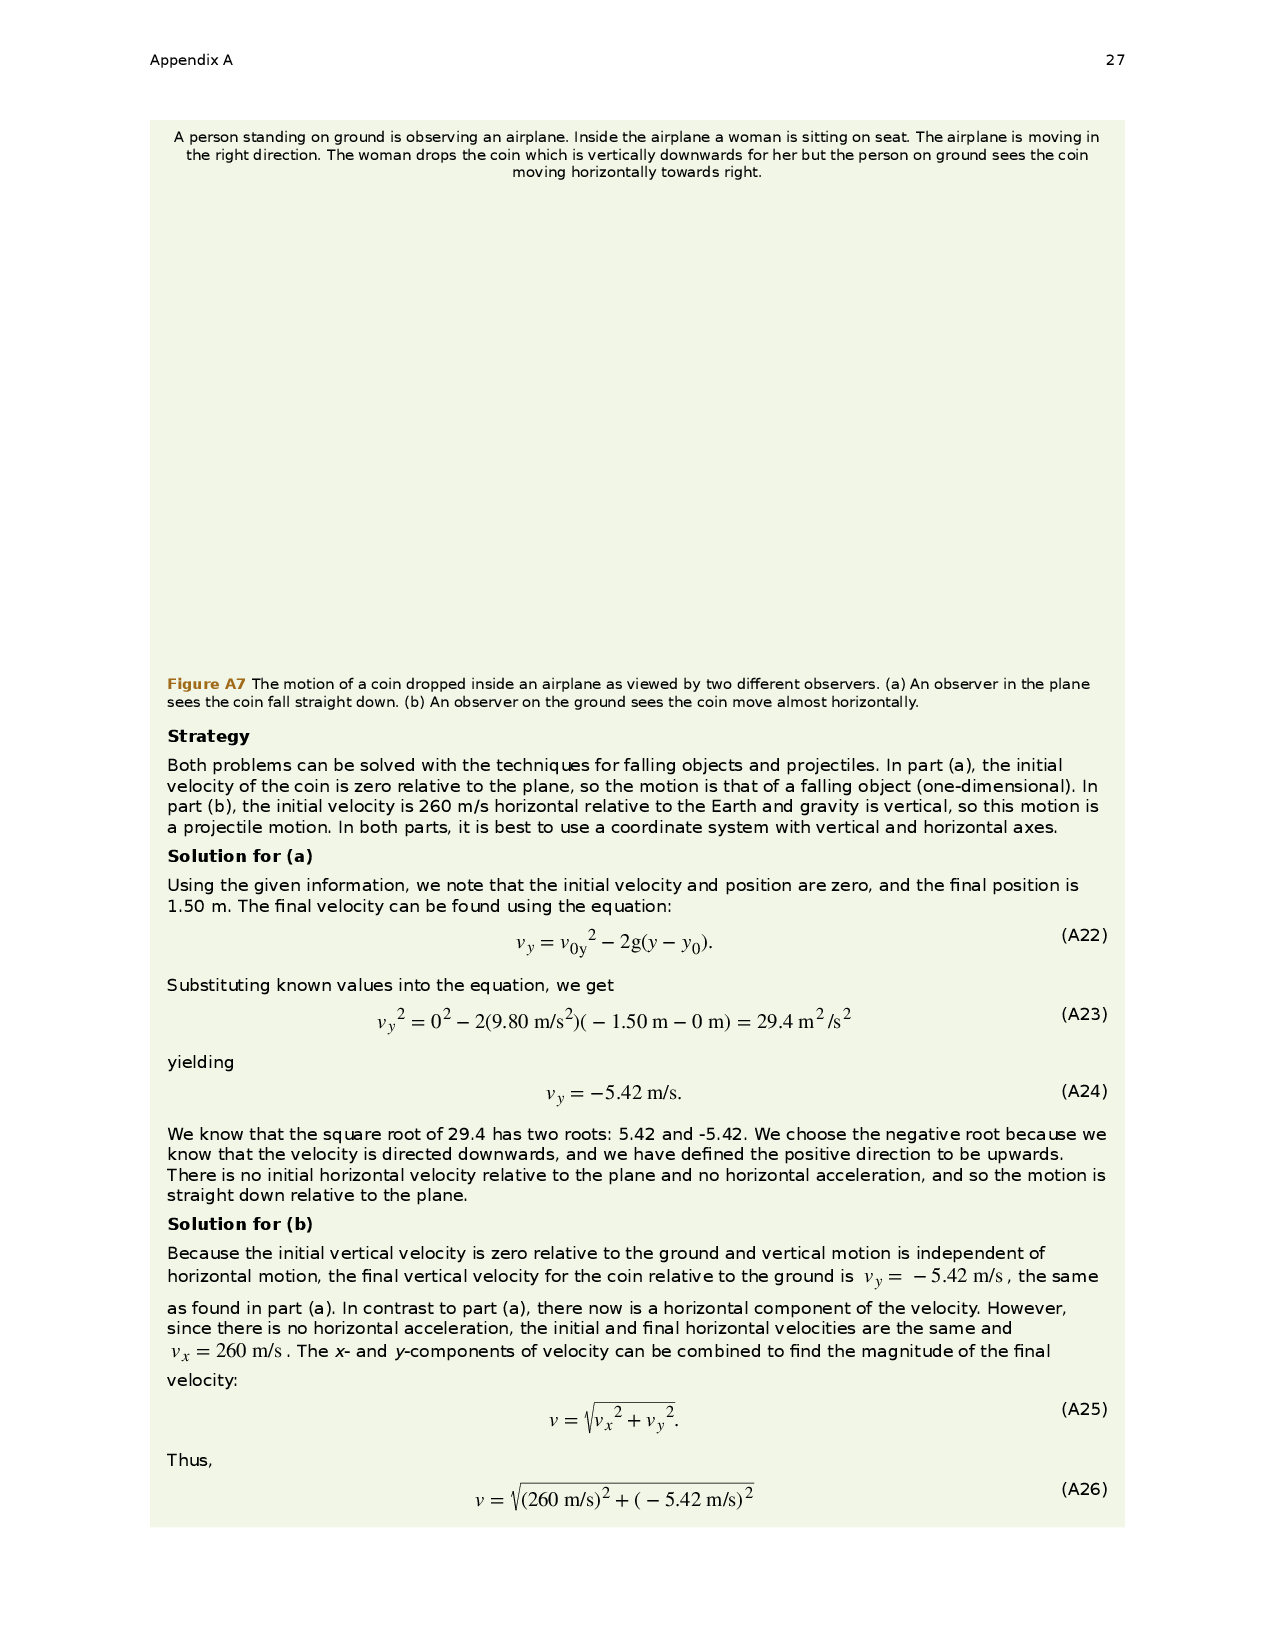 Appendix A 27
A person standing on ground is observing an airplane. Inside the airplane a woman is sitting on seat. The airplane is moving in
the right direction. The woman drops the coin which is vertically downwards for her but the person on ground sees the coin
moving horizontally towards right.
Figure A7 The motion of a coin dropped inside an airplane as viewed by two different observers. (a) An observer in the plane
sees the coin fall straight down. (b) An observer on the ground sees the coin move almost horizontally.
Strategy
Both problems can be solved with the techniques for falling objects and projectiles. In part (a), the initial
velocity of the coin is zero relative to the plane, so the motion is that of a falling object (one-dimensional). In
part (b), the initial velocity is 260 m/s horizontal relative to the Earth and gravity is vertical, so this motion is
a projectile motion. In both parts, it is best to use a coordinate system with vertical and horizontal axes.
Solution for (a)
Using the given information, we note that the initial velocity and position are zero, and the final position is
1.50 m. The final velocity can be found using the equation:
v_y = v_{0y}^2 − 2g(y − y_0). (A22)
Substituting known values into the equation, we get
v_y^2 = 0^2 − 2(9.80 m/s^2)( − 1.50 m − 0 m) = 29.4 m^2/s^2 (A23)
yielding
v_y = −5.42 m/s. (A24)
We know that the square root of 29.4 has two roots: 5.42 and -5.42. We choose the negative root because we
know that the velocity is directed downwards, and we have defined the positive direction to be upwards.
There is no initial horizontal velocity relative to the plane and no horizontal acceleration, and so the motion is
straight down relative to the plane.
Solution for (b)
Because the initial vertical velocity is zero relative to the ground and vertical motion is independent of
horizontal motion, the final vertical velocity for the coin relative to the ground is v_y = − 5.42 m/s , the same
as found in part (a). In contrast to part (a), there now is a horizontal component of the velocity. However,
since there is no horizontal acceleration, the initial and final horizontal velocities are the same and
v_x = 260 m/s . The x- and y-components of velocity can be combined to find the magnitude of the final
velocity:
v = √(v_x^2 + v_y^2). (A25)
Thus,
v = √((260 m/s)^2 + ( − 5.42 m/s)^2) (A26)